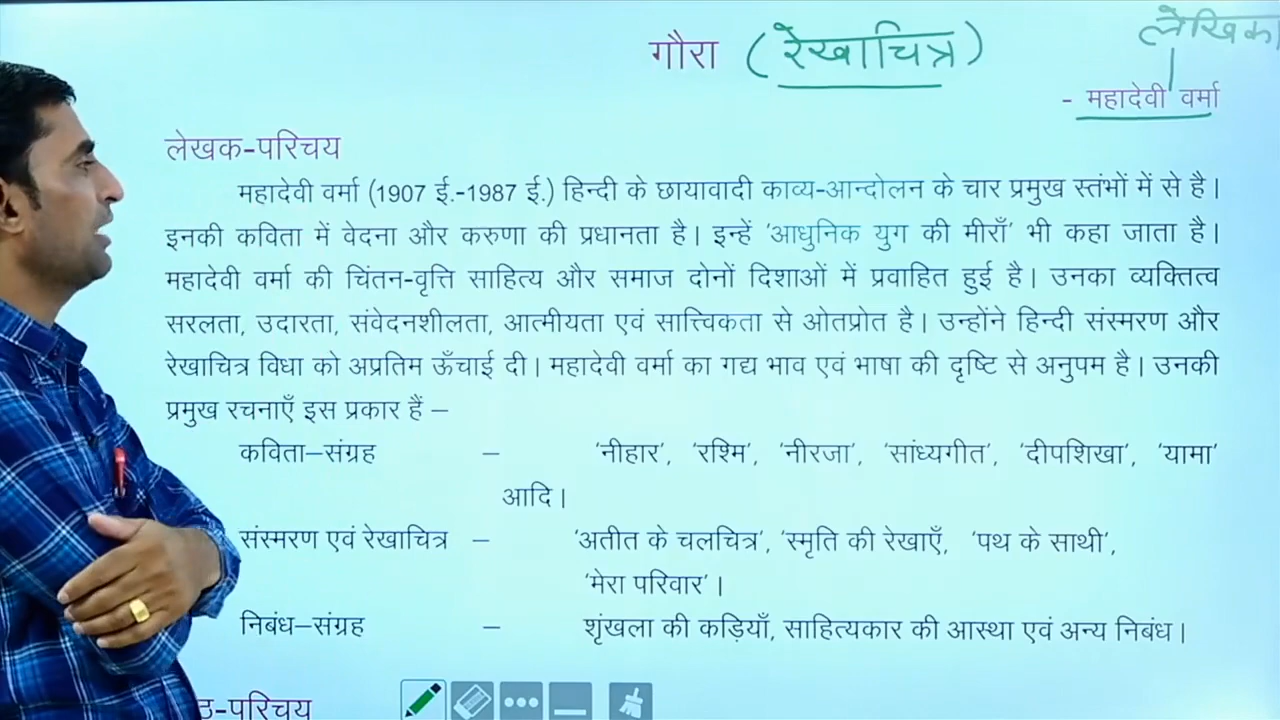 गौरा (रेखाचित्र)
लेखिका
- महादेवी वर्मा
लेखक-परिचय
महादेवी वर्मा (1907 ई.-1987 ई.) हिन्दी के छायावादी काव्य-आन्दोलन के चार प्रमुख स्तंभों में से है।
इनकी कविता में वेदना और करुणा की प्रधानता है। इन्हें 'आधुनिक युग की मीराँ' भी कहा जाता है।
महादेवी वर्मा की चिंतन-वृत्ति साहित्य और समाज दोनों दिशाओं में प्रवाहित हुई है। उनका व्यक्तित्व
सरलता, उदारता, संवेदनशीलता, आत्मीयता एवं सात्त्विकता से ओतप्रोत है। उन्होंने हिन्दी संस्मरण और
रेखाचित्र विधा को अप्रतिम ऊँचाई दी। महादेवी वर्मा का गद्य भाव एवं भाषा की दृष्टि से अनुपम है। उनकी
प्रमुख रचनाएँ इस प्रकार हैं –
कविता–संग्रह – 'नीहार', 'रश्मि', 'नीरजा', 'सांध्यगीत', 'दीपशिखा', 'यामा'
आदि।
संस्मरण एवं रेखाचित्र – 'अतीत के चलचित्र', 'स्मृति की रेखाएँ, 'पथ के साथी',
'मेरा परिवार'।
निबंध–संग्रह – शृंखला की कड़ियाँ, साहित्यकार की आस्था एवं अन्य निबंध।
ठ-परिचय